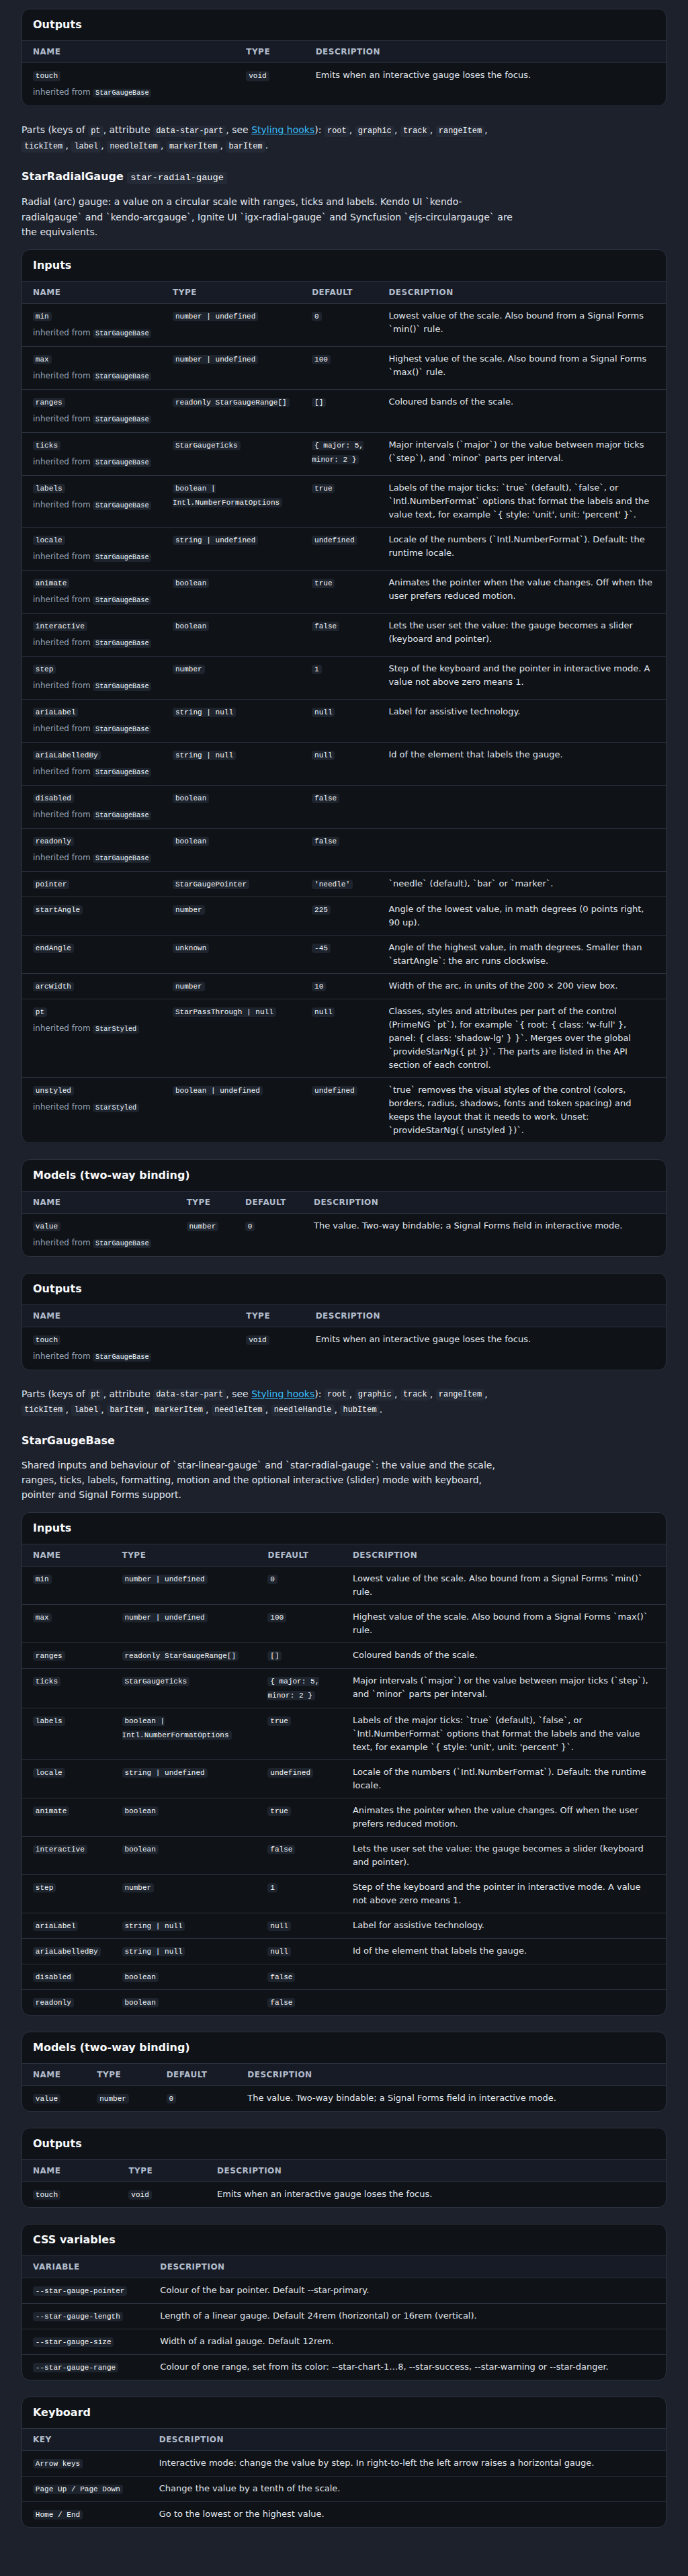 Outputs
NAME TYPE DESCRIPTION
touch void Emits when an interactive gauge loses the focus.
inherited from StarGaugeBase
Parts (keys of pt, attribute data-star-part, see Styling hooks): root, graphic, track, rangeItem,
tickItem, label, needleItem, markerItem, barItem.
StarRadialGauge star-radial-gauge
Radial (arc) gauge: a value on a circular scale with ranges, ticks and labels. Kendo UI `kendo-
radialgauge` and `kendo-arcgauge`, Ignite UI `igx-radial-gauge` and Syncfusion `ejs-circulargauge` are
the equivalents.
Inputs
NAME TYPE DEFAULT DESCRIPTION
min number | undefined 0 Lowest value of the scale. Also bound from a Signal Forms
inherited from StarGaugeBase `min()` rule.
max number | undefined 100 Highest value of the scale. Also bound from a Signal Forms
inherited from StarGaugeBase `max()` rule.
ranges readonly StarGaugeRange[] [] Coloured bands of the scale.
inherited from StarGaugeBase
ticks StarGaugeTicks { major: 5, Major intervals (`major`) or the value between major ticks
inherited from StarGaugeBase minor: 2 } (`step`), and `minor` parts per interval.
labels boolean | true Labels of the major ticks: `true` (default), `false`, or
inherited from StarGaugeBase Intl.NumberFormatOptions `Intl.NumberFormat` options that format the labels and the
value text, for example `{ style: 'unit', unit: 'percent' }`.
locale string | undefined undefined Locale of the numbers (`Intl.NumberFormat`). Default: the
inherited from StarGaugeBase runtime locale.
animate boolean true Animates the pointer when the value changes. Off when the
inherited from StarGaugeBase user prefers reduced motion.
interactive boolean false Lets the user set the value: the gauge becomes a slider
inherited from StarGaugeBase (keyboard and pointer).
step number 1 Step of the keyboard and the pointer in interactive mode. A
inherited from StarGaugeBase value not above zero means 1.
ariaLabel string | null null Label for assistive technology.
inherited from StarGaugeBase
ariaLabelledBy string | null null Id of the element that labels the gauge.
inherited from StarGaugeBase
disabled boolean false
inherited from StarGaugeBase
readonly boolean false
inherited from StarGaugeBase
pointer StarGaugePointer 'needle' `needle` (default), `bar` or `marker`.
startAngle number 225 Angle of the lowest value, in math degrees (0 points right,
90 up).
endAngle unknown -45 Angle of the highest value, in math degrees. Smaller than
`startAngle`: the arc runs clockwise.
arcWidth number 10 Width of the arc, in units of the 200 × 200 view box.
pt StarPassThrough | null null Classes, styles and attributes per part of the control
inherited from StarStyled (PrimeNG `pt`), for example `{ root: { class: 'w-full' },
panel: { class: 'shadow-lg' } }`. Merges over the global
`provideStarNg({ pt })`. The parts are listed in the API
section of each control.
unstyled boolean | undefined undefined `true` removes the visual styles of the control (colors,
inherited from StarStyled borders, radius, shadows, fonts and token spacing) and
keeps the layout that it needs to work. Unset:
`provideStarNg({ unstyled })`.
Models (two-way binding)
NAME TYPE DEFAULT DESCRIPTION
value number 0 The value. Two-way bindable; a Signal Forms field in interactive mode.
inherited from StarGaugeBase
Outputs
NAME TYPE DESCRIPTION
touch void Emits when an interactive gauge loses the focus.
inherited from StarGaugeBase
Parts (keys of pt, attribute data-star-part, see Styling hooks): root, graphic, track, rangeItem,
tickItem, label, barItem, markerItem, needleItem, needleHandle, hubItem.
StarGaugeBase
Shared inputs and behaviour of `star-linear-gauge` and `star-radial-gauge`: the value and the scale,
ranges, ticks, labels, formatting, motion and the optional interactive (slider) mode with keyboard,
pointer and Signal Forms support.
Inputs
NAME TYPE DEFAULT DESCRIPTION
min number | undefined 0 Lowest value of the scale. Also bound from a Signal Forms `min()`
rule.
max number | undefined 100 Highest value of the scale. Also bound from a Signal Forms `max()`
rule.
ranges readonly StarGaugeRange[] [] Coloured bands of the scale.
ticks StarGaugeTicks { major: 5, Major intervals (`major`) or the value between major ticks (`step`),
minor: 2 } and `minor` parts per interval.
labels boolean | true Labels of the major ticks: `true` (default), `false`, or
Intl.NumberFormatOptions `Intl.NumberFormat` options that format the labels and the value
text, for example `{ style: 'unit', unit: 'percent' }`.
locale string | undefined undefined Locale of the numbers (`Intl.NumberFormat`). Default: the runtime
locale.
animate boolean true Animates the pointer when the value changes. Off when the user
prefers reduced motion.
interactive boolean false Lets the user set the value: the gauge becomes a slider (keyboard
and pointer).
step number 1 Step of the keyboard and the pointer in interactive mode. A value
not above zero means 1.
ariaLabel string | null null Label for assistive technology.
ariaLabelledBy string | null null Id of the element that labels the gauge.
disabled boolean false
readonly boolean false
Models (two-way binding)
NAME TYPE DEFAULT DESCRIPTION
value number 0 The value. Two-way bindable; a Signal Forms field in interactive mode.
Outputs
NAME TYPE DESCRIPTION
touch void Emits when an interactive gauge loses the focus.
CSS variables
VARIABLE DESCRIPTION
--star-gauge-pointer Colour of the bar pointer. Default --star-primary.
--star-gauge-length Length of a linear gauge. Default 24rem (horizontal) or 16rem (vertical).
--star-gauge-size Width of a radial gauge. Default 12rem.
--star-gauge-range Colour of one range, set from its color: --star-chart-1…8, --star-success, --star-warning or --star-danger.
Keyboard
KEY DESCRIPTION
Arrow keys Interactive mode: change the value by step. In right-to-left the left arrow raises a horizontal gauge.
Page Up / Page Down Change the value by a tenth of the scale.
Home / End Go to the lowest or the highest value.